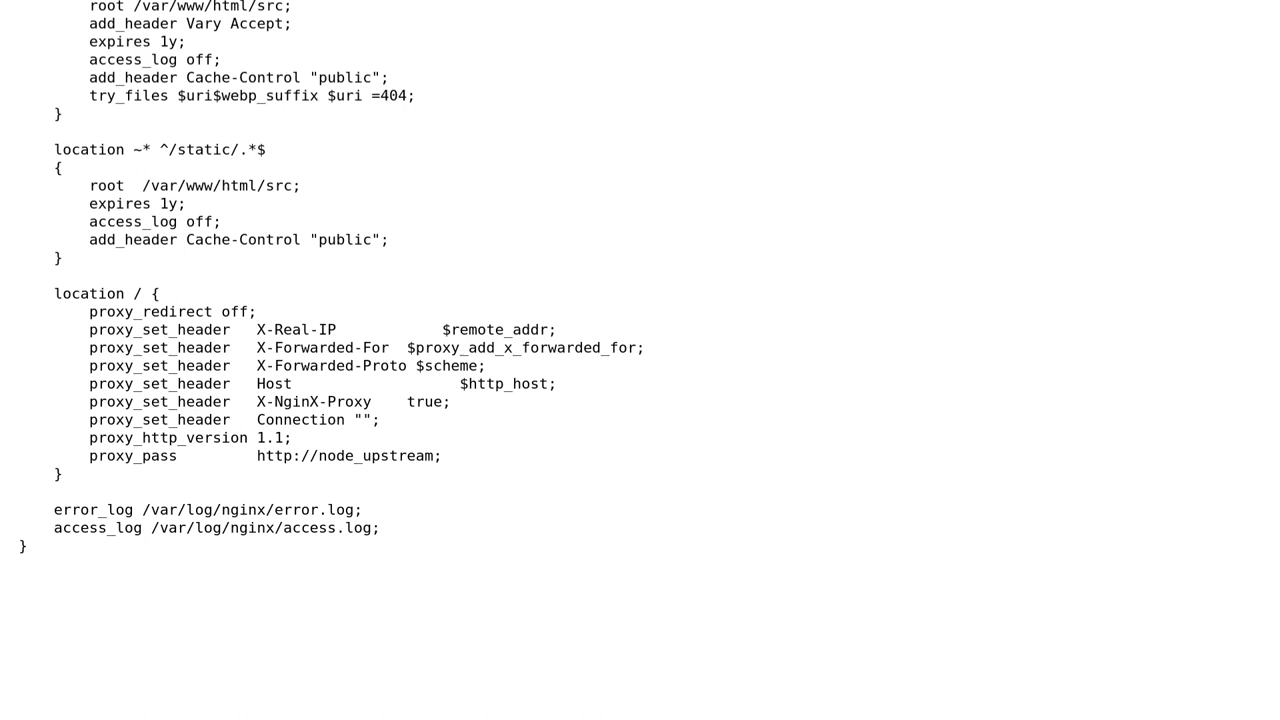 root /var/www/html/src;
add_header Vary Accept;
expires 1y;
access_log off;
add_header Cache-Control "public";
try_files $uri$webp_suffix $uri =404;
}
location ~* ^/static/.*$
{
root  /var/www/html/src;
expires 1y;
access_log off;
add_header Cache-Control "public";
}
location / {
proxy_redirect off;
proxy_set_header   X-Real-IP            $remote_addr;
proxy_set_header   X-Forwarded-For  $proxy_add_x_forwarded_for;
proxy_set_header   X-Forwarded-Proto $scheme;
proxy_set_header   Host                   $http_host;
proxy_set_header   X-NginX-Proxy    true;
proxy_set_header   Connection "";
proxy_http_version 1.1;
proxy_pass         http://node_upstream;
}
error_log /var/log/nginx/error.log;
access_log /var/log/nginx/access.log;
}